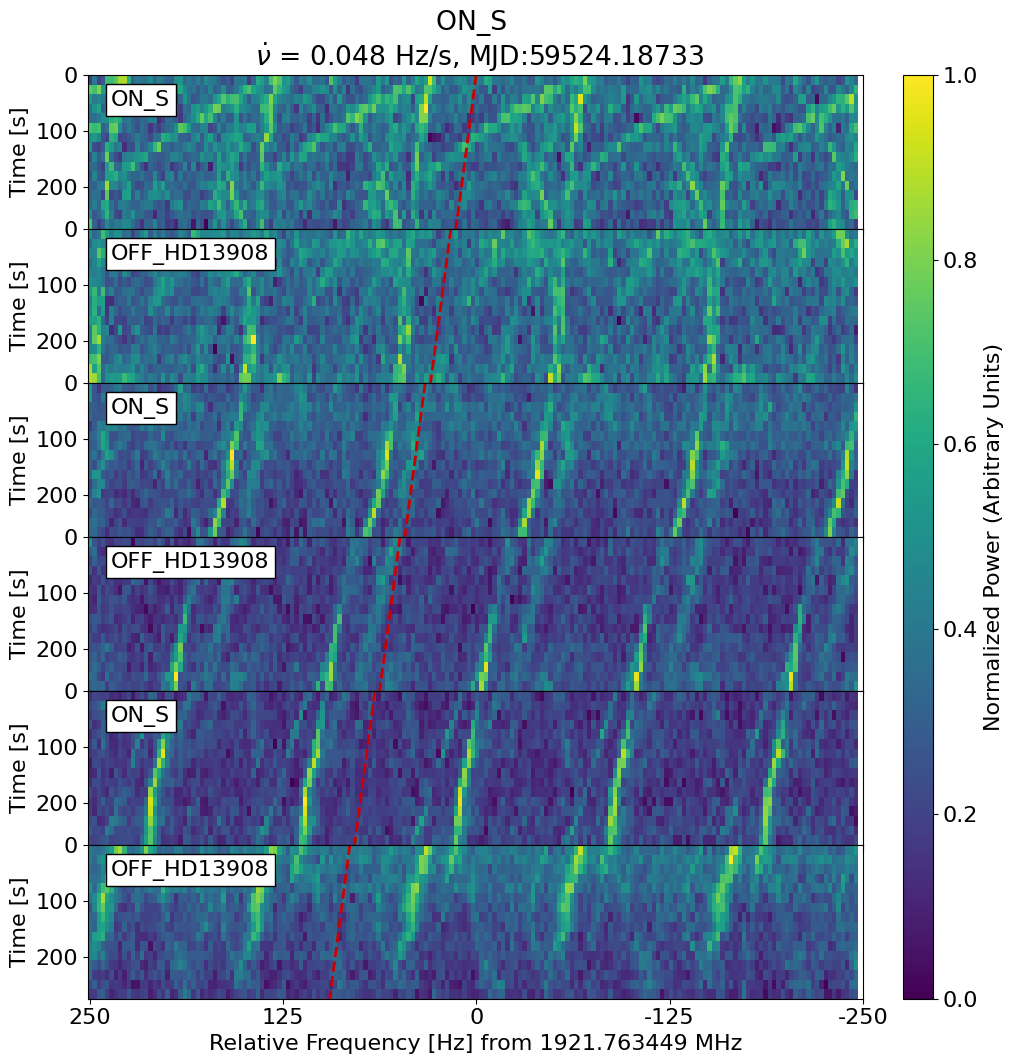 ON_S
ν̇ = 0.048 Hz/s, MJD:59524.18733
0
100
200
Time [s]
ON_S
0
100
200
Time [s]
OFF_HD13908
0
100
200
Time [s]
ON_S
0
100
200
Time [s]
OFF_HD13908
0
100
200
Time [s]
ON_S
0
100
200
Time [s]
OFF_HD13908
250 125 0 -125 -250
Relative Frequency [Hz] from 1921.763449 MHz
1.0
0.8
0.6
0.4
0.2
0.0
Normalized Power (Arbitrary Units)